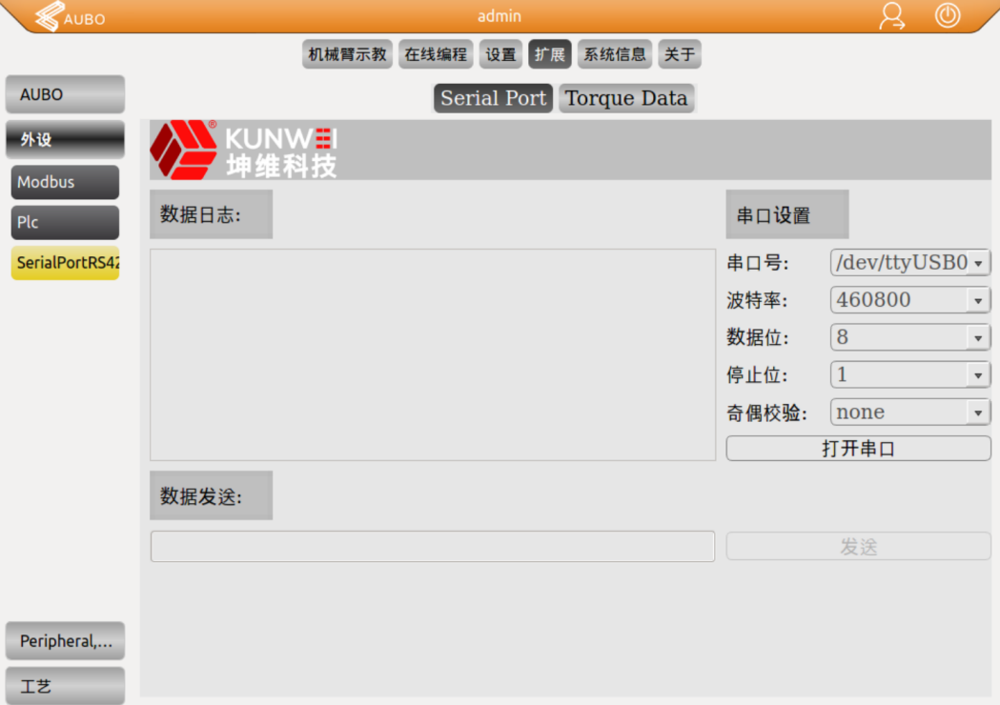 AUBO
admin
机械臂示教 在线编程 设置 扩展 系统信息 关于
AUBO
外设
Modbus
Plc
SerialPortRS42
Peripheral,...
工艺
Serial Port Torque Data
KUNWEI®
坤维科技
数据日志:
串口设置
串口号: /dev/ttyUSB0
波特率: 460800
数据位: 8
停止位: 1
奇偶校验: none
打开串口
数据发送:
发送